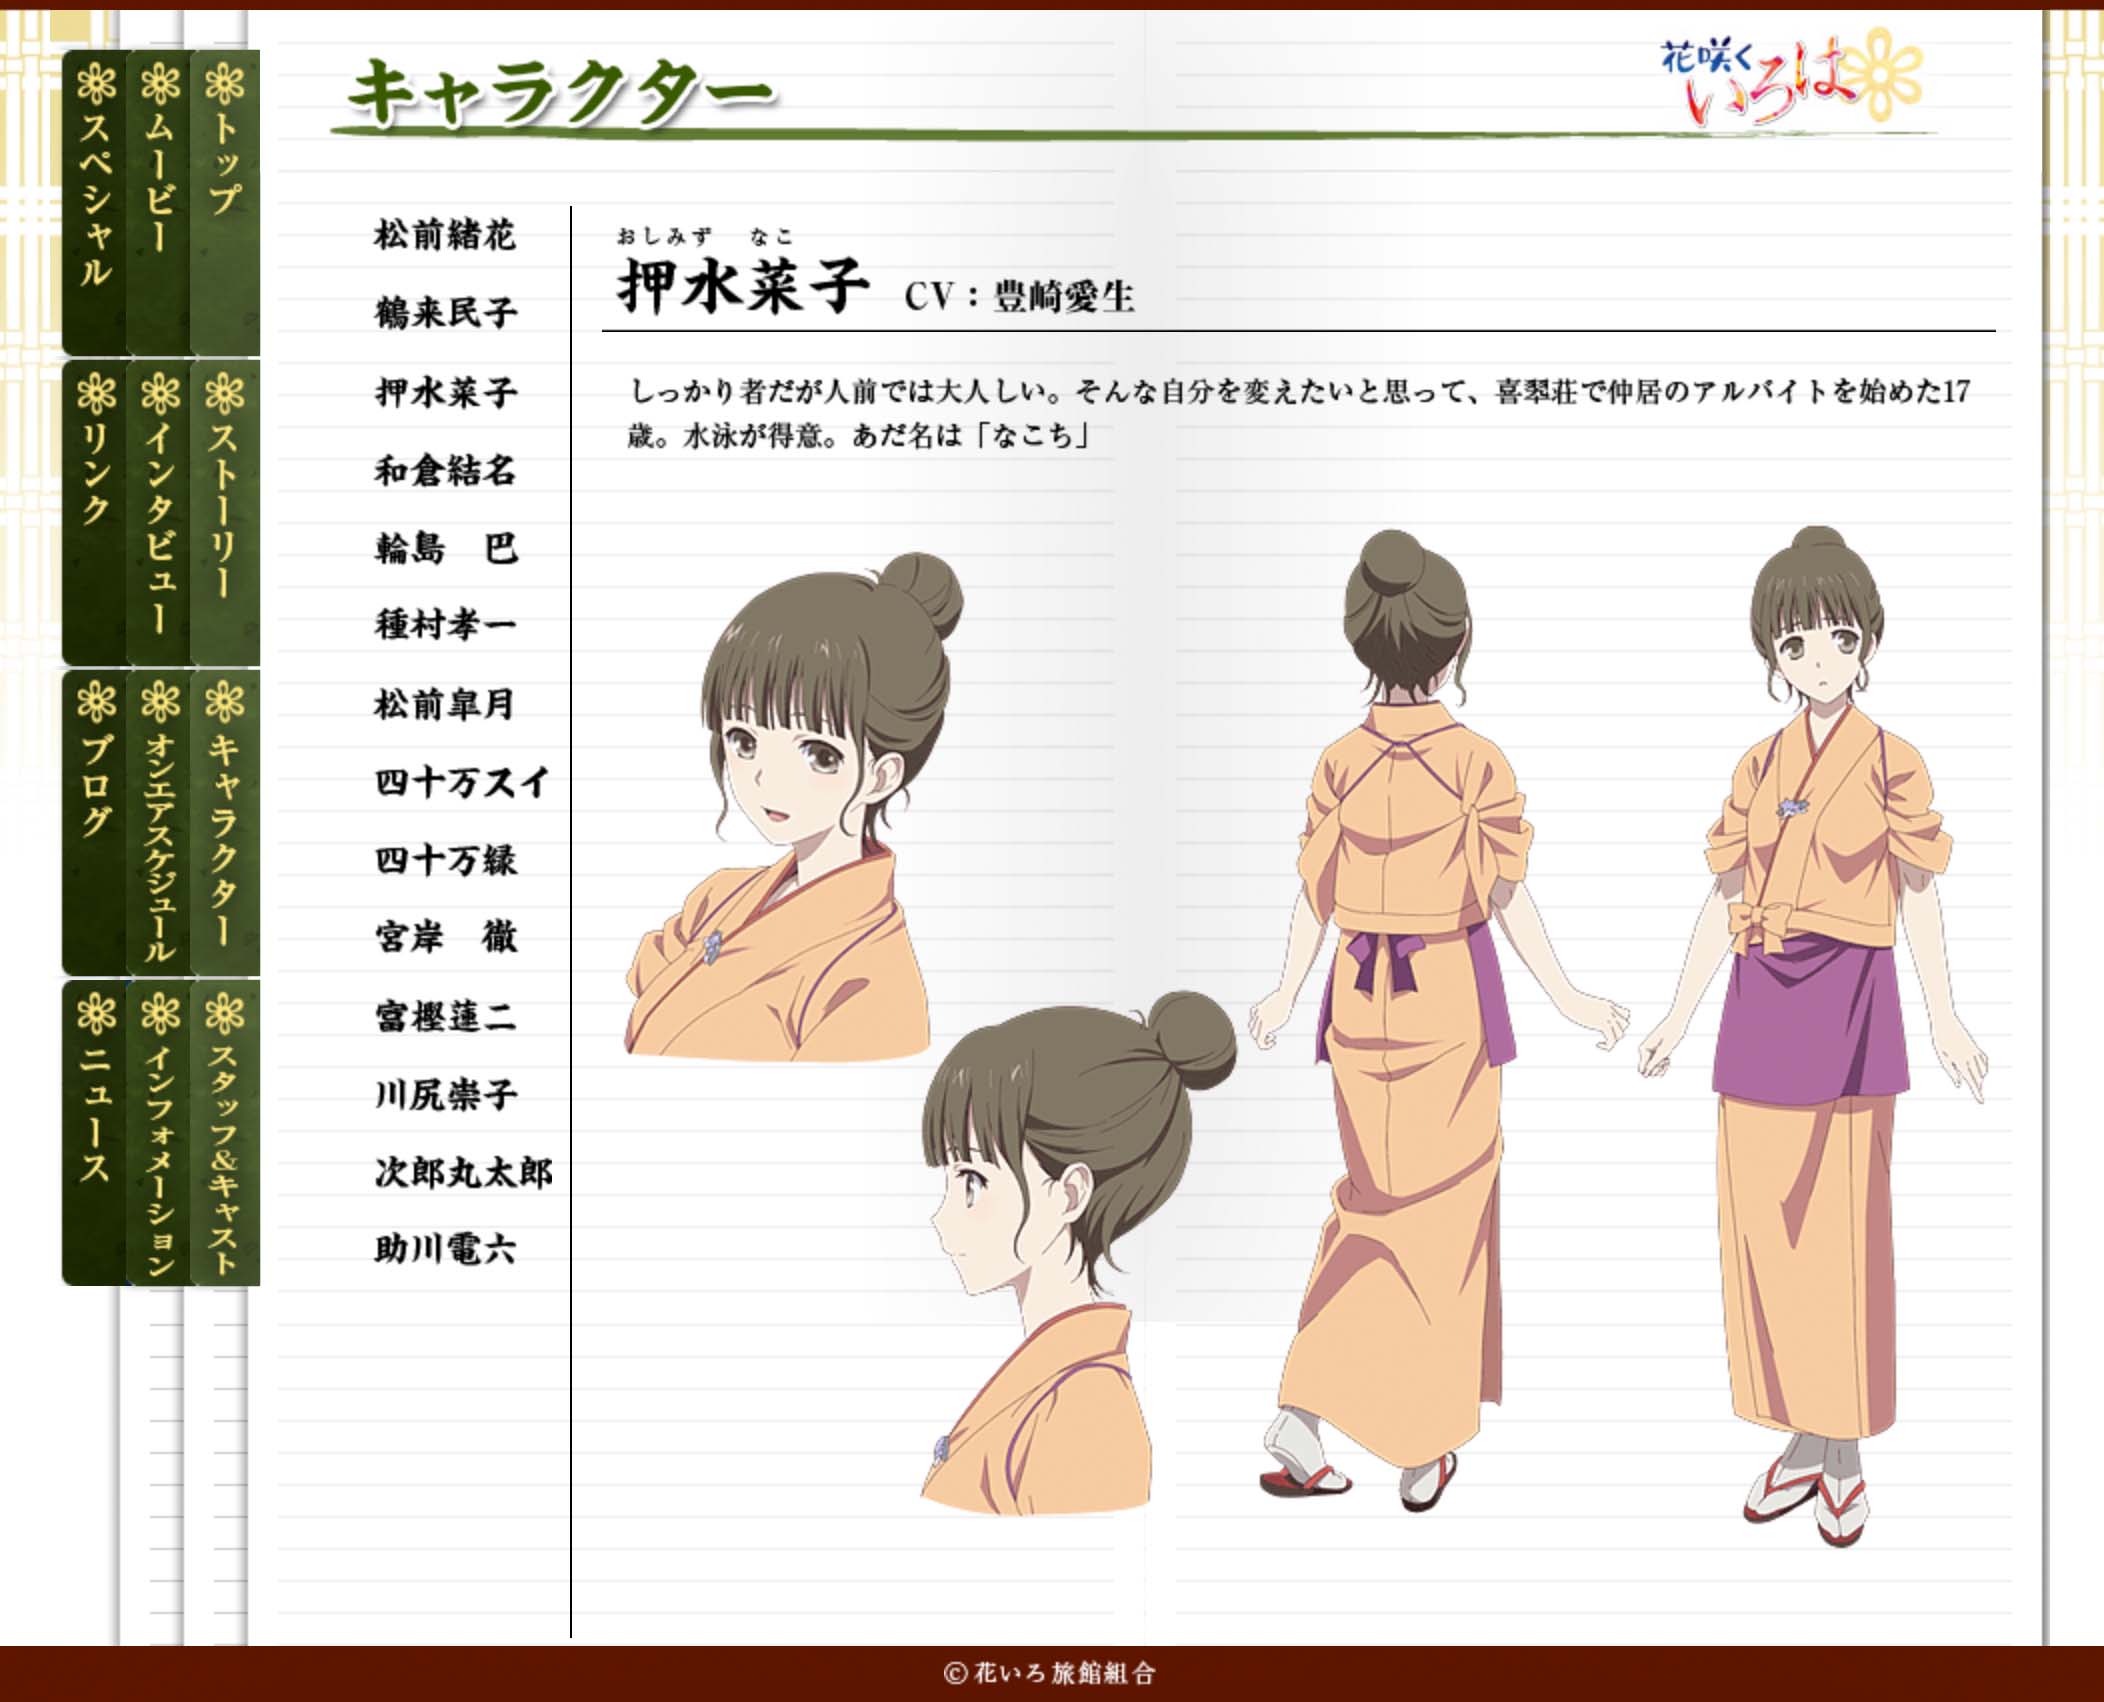 キャラクター
花咲く
いろは
トップ
ムービー
スペシャル
ストーリー
インタビュー
リンク
キャラクター
オンエアスケジュール
ブログ
スタッフ&キャスト
インフォメーション
ニュース
松前緒花
鶴来民子
押水菜子
和倉結名
輪島　巴
種村孝一
松前皐月
四十万スイ
四十万縁
宮岸　徹
富樫蓮二
川尻崇子
次郎丸太郎
助川電六
おしみず　なこ
押水菜子　CV：豊崎愛生
しっかり者だが人前では大人しい。そんな自分を変えたいと思って、喜翆荘で仲居のアルバイトを始めた17
歳。水泳が得意。あだ名は「なこち」
©花いろ旅館組合